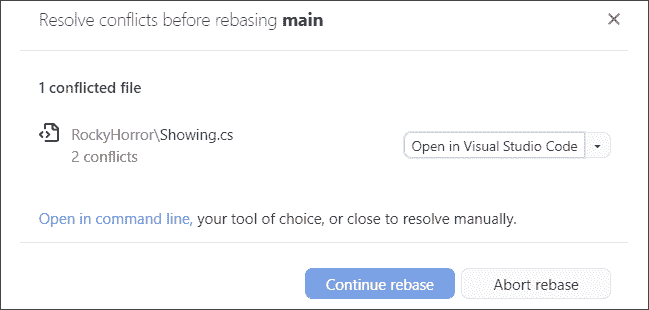 Resolve conflicts before rebasing main
1 conflicted file
RockyHorror\Showing.cs
Open in Visual Studio Code
2 conflicts
Open in command line, your tool of choice, or close to resolve manually.
Continue rebase
Abort rebase